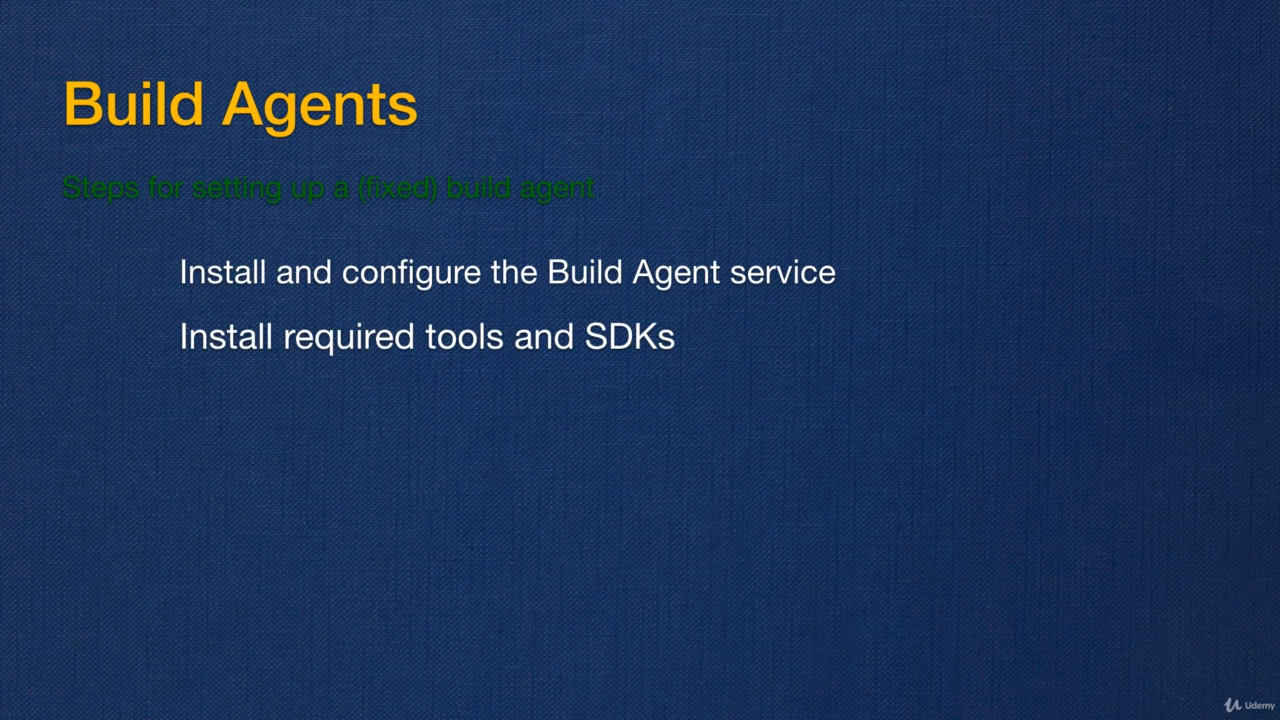 Build Agents
Steps for setting up a (fixed) build agent
Install and configure the Build Agent service
Install required tools and SDKs
Udemy